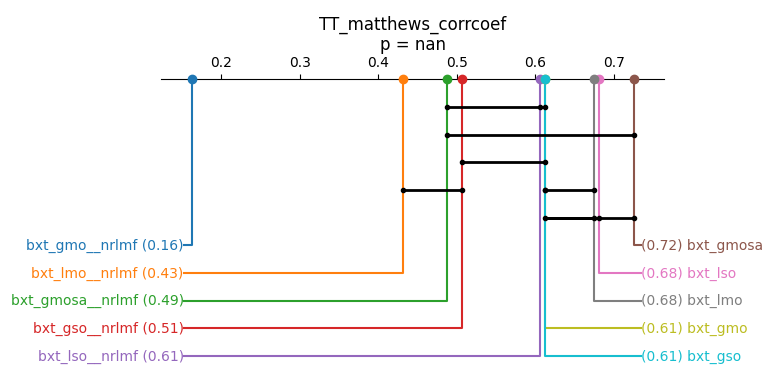 TT_matthews_corrcoef
p = nan
0.2 0.3 0.4 0.5 0.6 0.7
bxt_gmo__nrlmf (0.16) (0.72) bxt_gmosa
bxt_lmo__nrlmf (0.43) (0.68) bxt_lso
bxt_gmosa__nrlmf (0.49) (0.68) bxt_lmo
bxt_gso__nrlmf (0.51) (0.61) bxt_gmo
bxt_lso__nrlmf (0.61) (0.61) bxt_gso